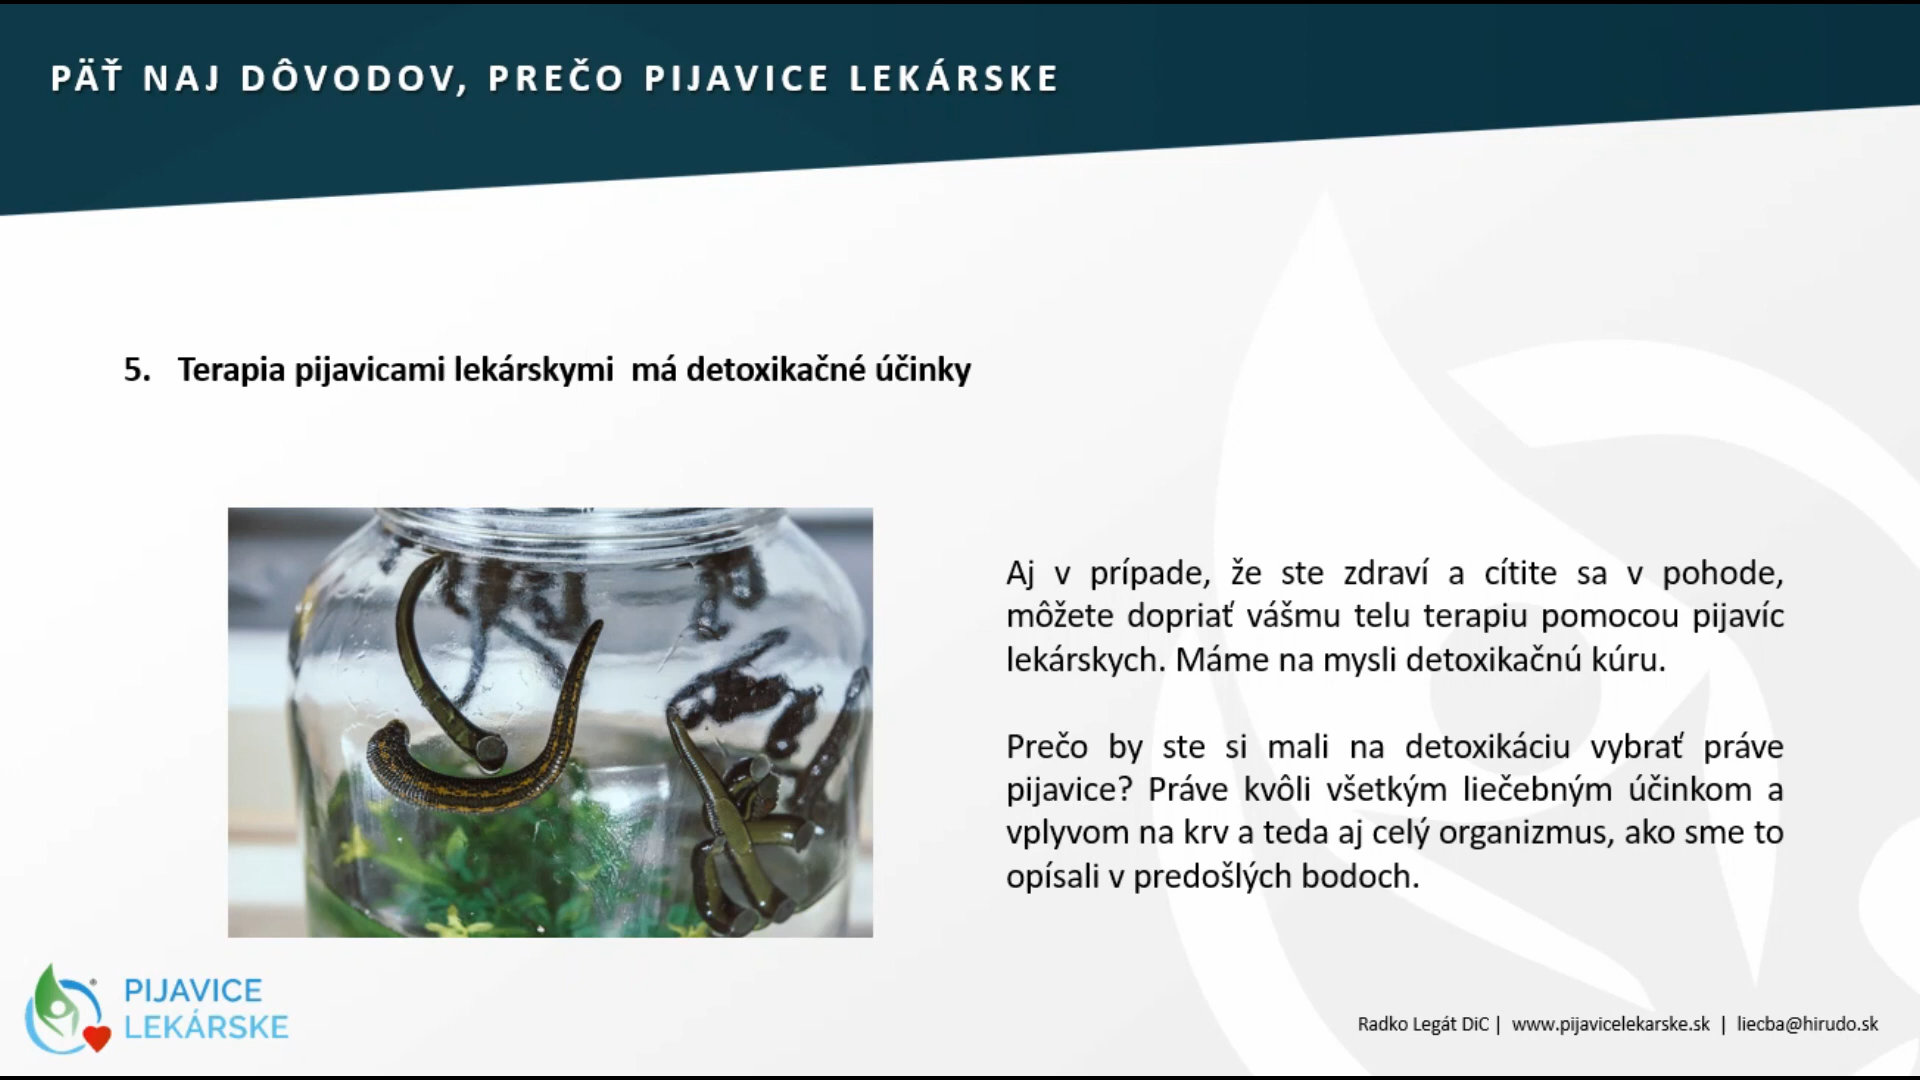 PÄŤ NAJ DÔVODOV, PREČO PIJAVICE LEKÁRSKE
5. Terapia pijavicami lekárskymi má detoxikačné účinky
Aj v prípade, že ste zdraví a cítite sa v pohode,
môžete dopriať vášmu telu terapiu pomocou pijavíc
lekárskych. Máme na mysli detoxikačnú kúru.
Prečo by ste si mali na detoxikáciu vybrať práve
pijavice? Práve kvôli všetkým liečebným účinkom a
vplyvom na krv a teda aj celý organizmus, ako sme to
opísali v predošlých bodoch.
PIJAVICE
LEKÁRSKE
Radko Legát DiC | www.pijavicelekarske.sk | liecba@hirudo.sk